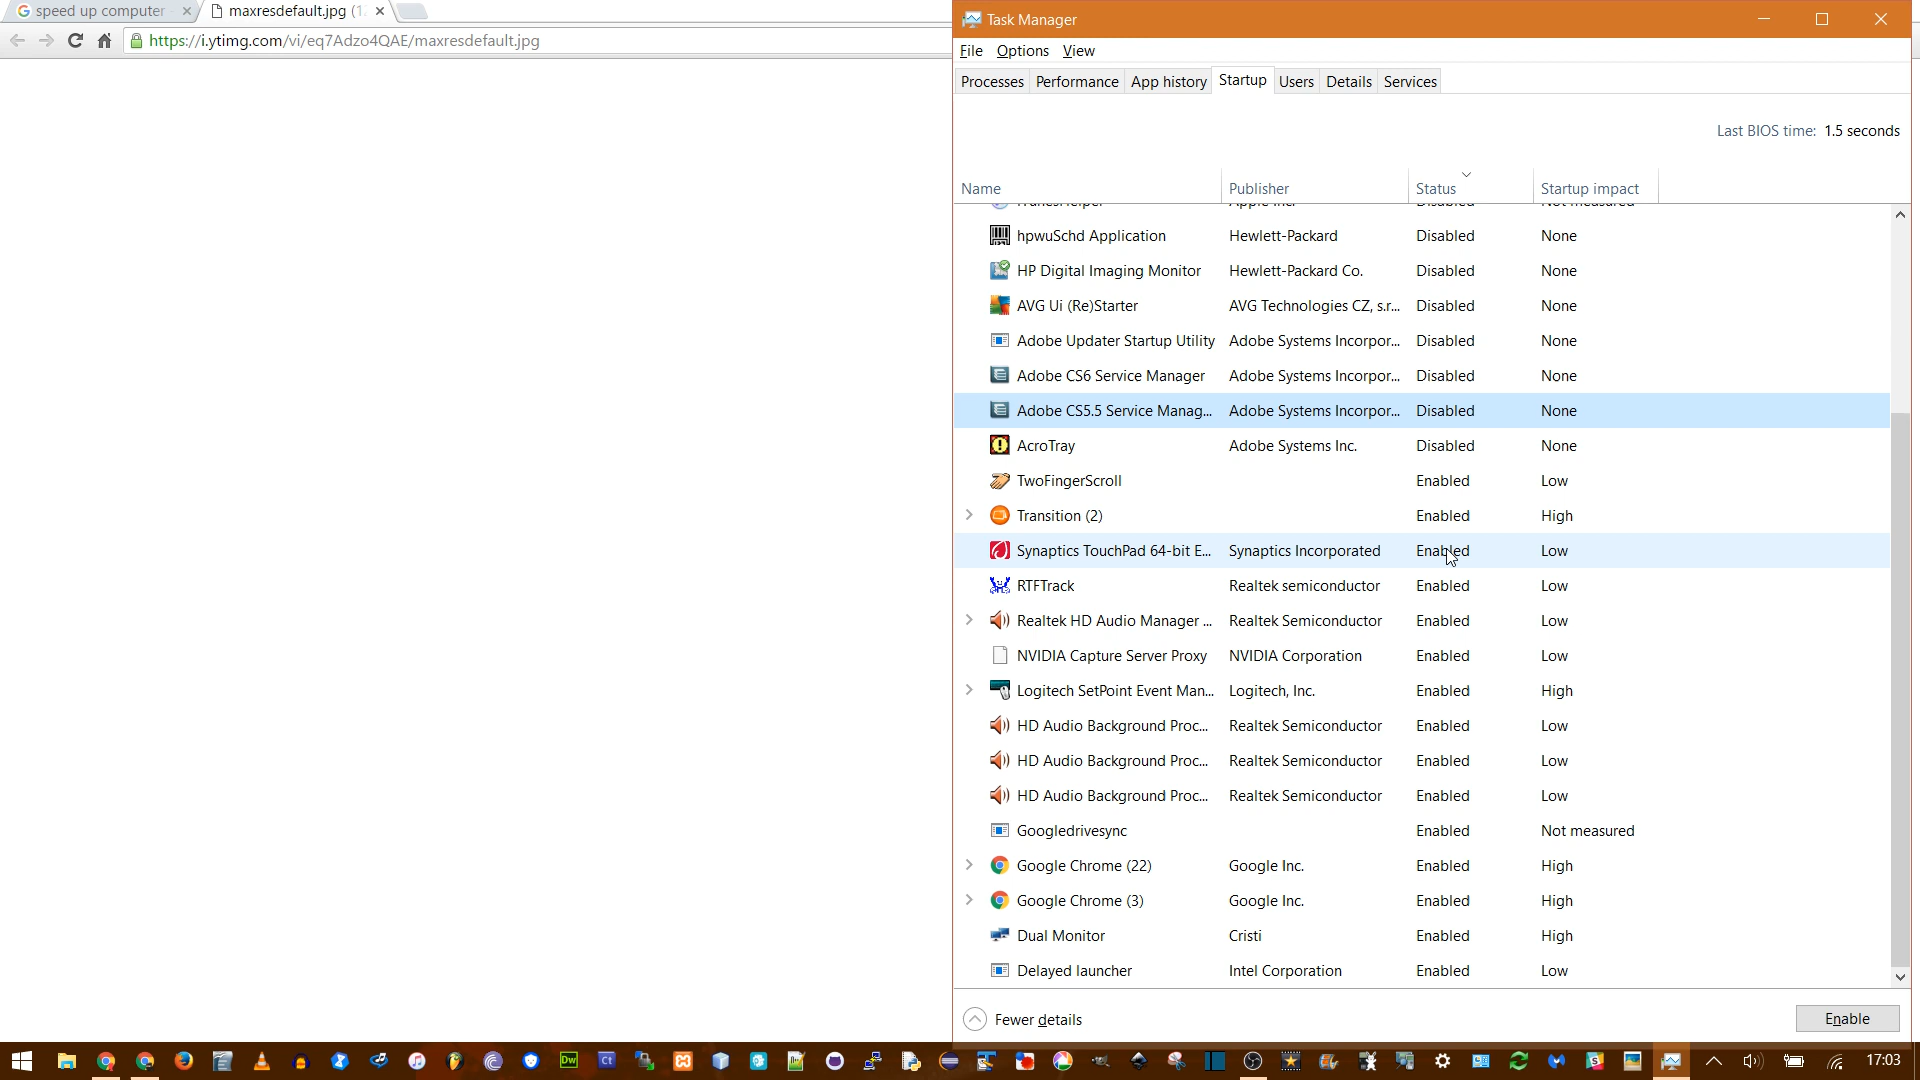 speed up computer
maxresdefault.jpg (1
https://i.ytimg.com/vi/eq7Adzo4QAE/maxresdefault.jpg
Task Manager
File Options View
Processes Performance App history Startup Users Details Services
Last BIOS time: 1.5 seconds
Name Publisher Status Startup impact
hpwuSchd Application Hewlett-Packard Disabled None
HP Digital Imaging Monitor Hewlett-Packard Co. Disabled None
AVG Ui (Re)Starter AVG Technologies CZ, s.r... Disabled None
Adobe Updater Startup Utility Adobe Systems Incorpor... Disabled None
Adobe CS6 Service Manager Adobe Systems Incorpor... Disabled None
Adobe CS5.5 Service Manag... Adobe Systems Incorpor... Disabled None
AcroTray Adobe Systems Inc. Disabled None
TwoFingerScroll Enabled Low
Transition (2) Enabled High
Synaptics TouchPad 64-bit E... Synaptics Incorporated Enabled Low
RTFTrack Realtek semiconductor Enabled Low
Realtek HD Audio Manager ... Realtek Semiconductor Enabled Low
NVIDIA Capture Server Proxy NVIDIA Corporation Enabled Low
Logitech SetPoint Event Man... Logitech, Inc. Enabled High
HD Audio Background Proc... Realtek Semiconductor Enabled Low
HD Audio Background Proc... Realtek Semiconductor Enabled Low
HD Audio Background Proc... Realtek Semiconductor Enabled Low
Googledrivesync Enabled Not measured
Google Chrome (22) Google Inc. Enabled High
Google Chrome (3) Google Inc. Enabled High
Dual Monitor Cristi Enabled High
Delayed launcher Intel Corporation Enabled Low
Fewer details
Enable
Dw Ct
17:03